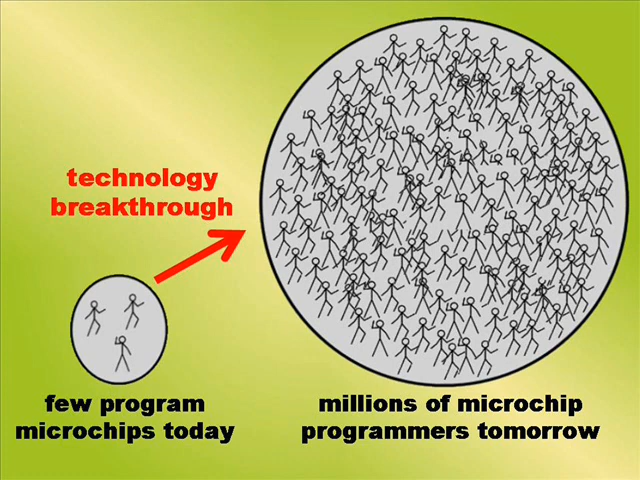 technology
breakthrough
few program
microchips today
millions of microchip
programmers tomorrow